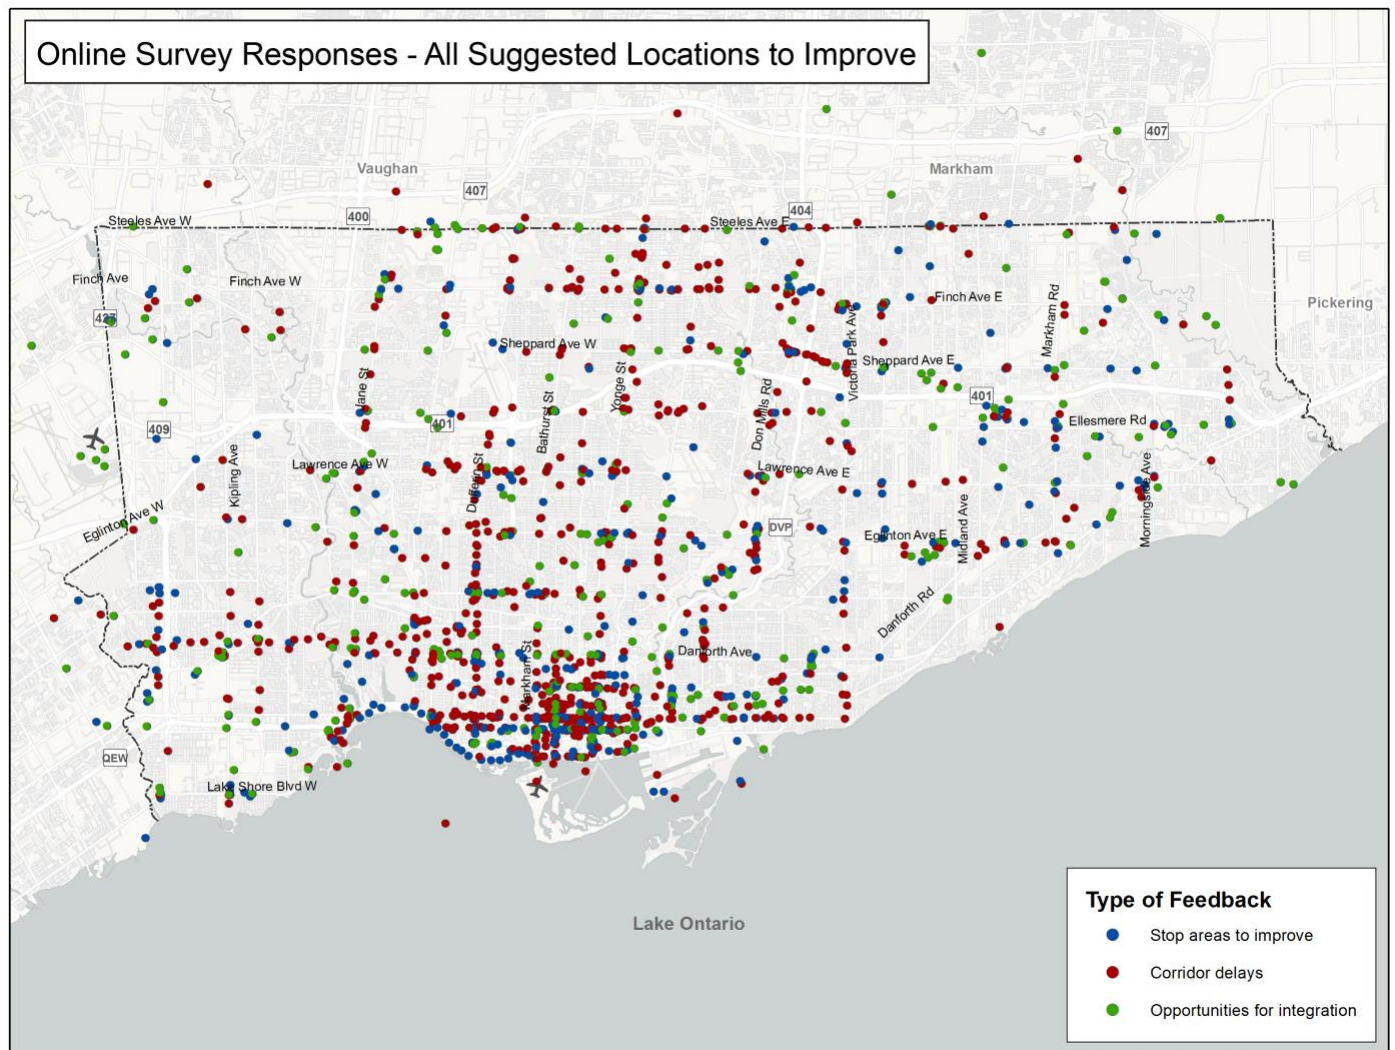 Online Survey Responses - All Suggested Locations to Improve
407
Vaughan
Markham
407
400
404
Steeles Ave W
Steeles Ave E
Finch Ave
Finch Ave W
Finch Ave E
Markham Rd
Pickering
427
Sheppard Ave W
Victoria Park Ave
Sheppard Ave E
Jane St
Yonge St
Bathurst St
Don Mills Rd
401
401
409
Ellesmere Rd
Kipling Ave
Lawrence Ave W
Dufferin St
Lawrence Ave E
Morningside Ave
Eglinton Ave W
DVP
Eglinton Ave E
Midland Ave
Danforth Rd
Markham St
Danforth Ave
QEW
Lake Shore Blvd W
Lake Ontario
Type of Feedback
Stop areas to improve
Corridor delays
Opportunities for integration